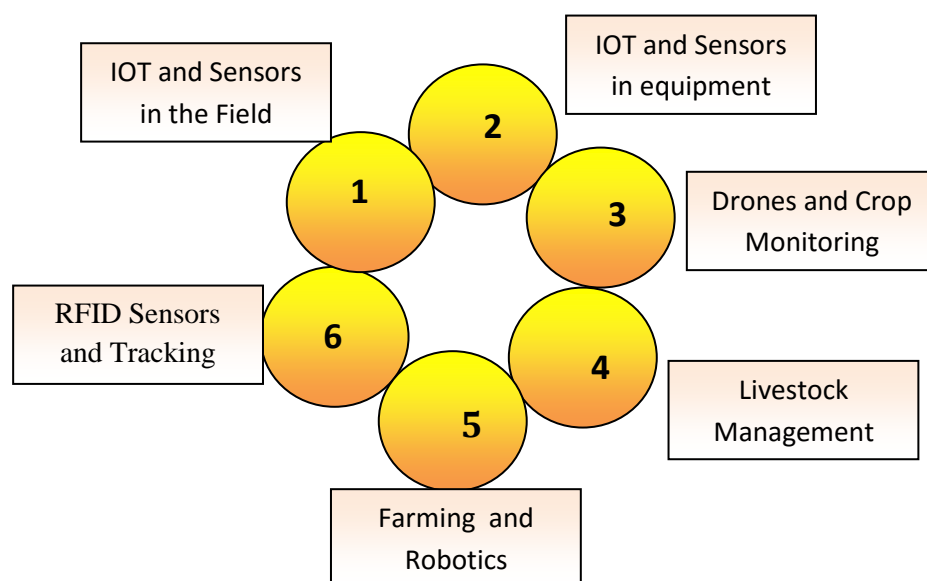 IOT and Sensors
in the Field
1
IOT and Sensors
in equipment
2
3
Drones and Crop
Monitoring
4
Livestock
Management
5
Farming and
Robotics
6
RFID Sensors
and Tracking